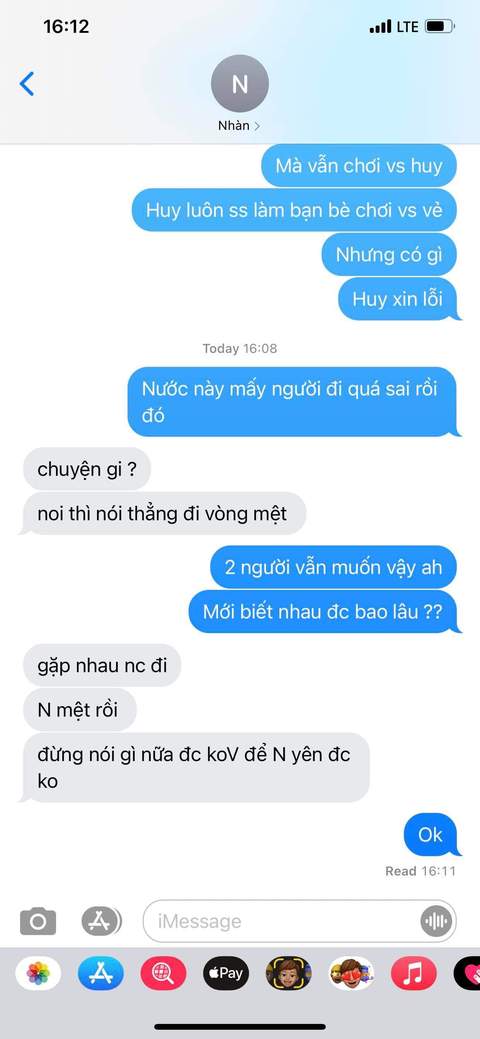 16:12
LTE
N
Nhàn
Mà vẫn chơi vs huy
Huy luôn ss làm bạn bè chơi vs vẻ
Nhưng có gì
Huy xin lỗi
Today 16:08
Nước này mấy người đi quá sai rồi
đó
chuyện gi ?
noi thì nói thẳng đi vòng mệt
2 người vẫn muốn vậy ah
Mới biết nhau đc bao lâu ??
gặp nhau nc đi
N mệt rồi
đừng nói gì nữa đc koV để N yên đc
ko
Ok
Read 16:11
iMessage
Pay